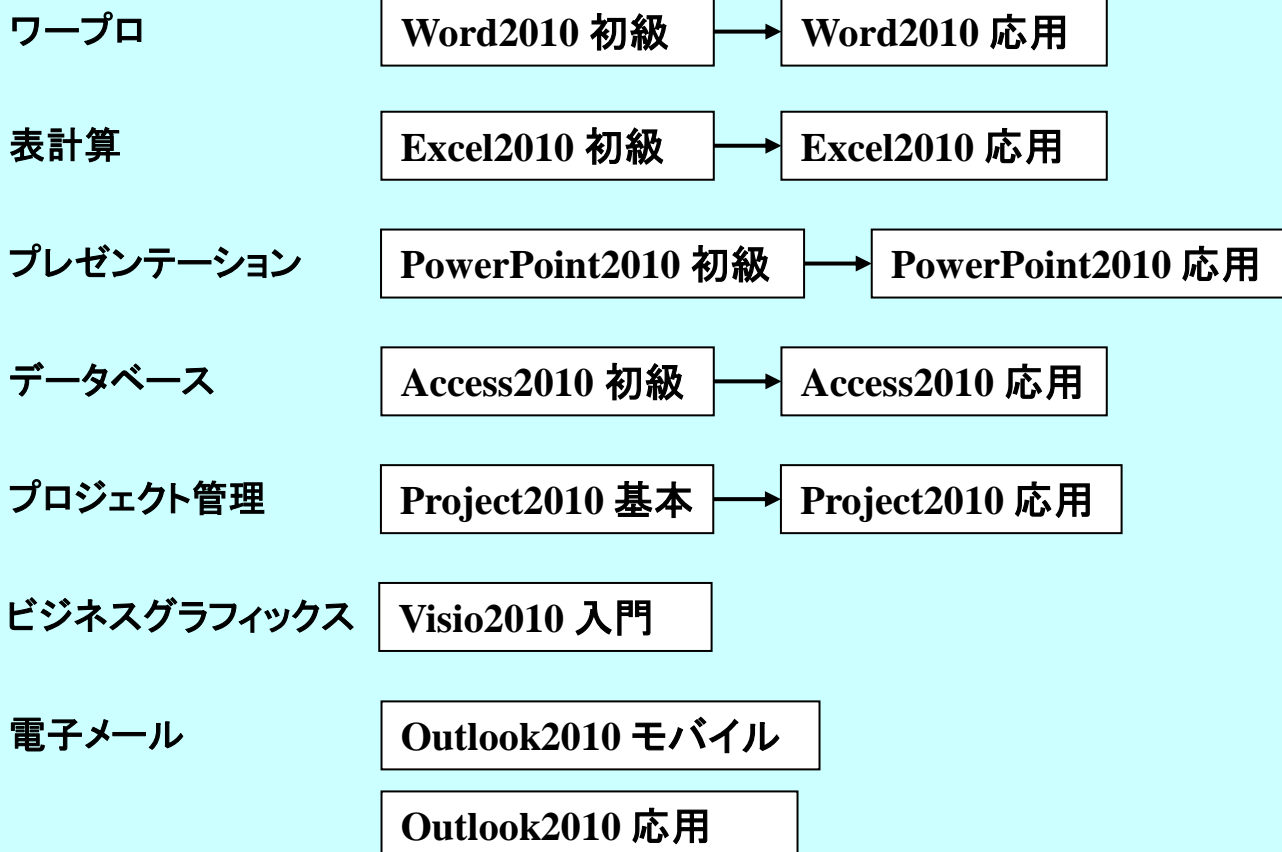 ワープロ
Word2010 初級
Word2010 応用
表計算
Excel2010 初級
Excel2010 応用
プレゼンテーション
PowerPoint2010 初級
PowerPoint2010 応用
データベース
Access2010 初級
Access2010 応用
プロジェクト管理
Project2010 基本
Project2010 応用
ビジネスグラフィックス
Visio2010 入門
電子メール
Outlook2010 モバイル
Outlook2010 応用